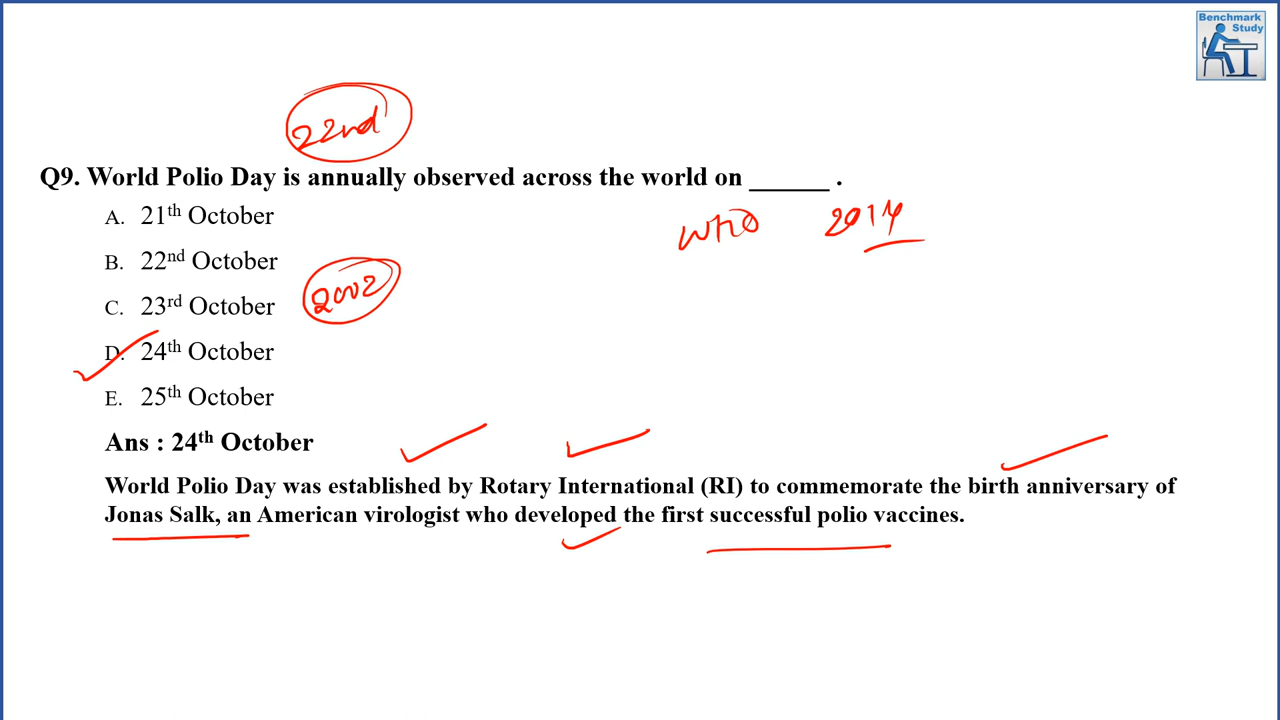 Benchmark
Study
22nd
Q9. World Polio Day is annually observed across the world on ______ .
A. 21th October
WHO 2014
B. 22nd October
C. 23rd October
2002
D. 24th October
E. 25th October
Ans : 24th October
World Polio Day was established by Rotary International (RI) to commemorate the birth anniversary of
Jonas Salk, an American virologist who developed the first successful polio vaccines.